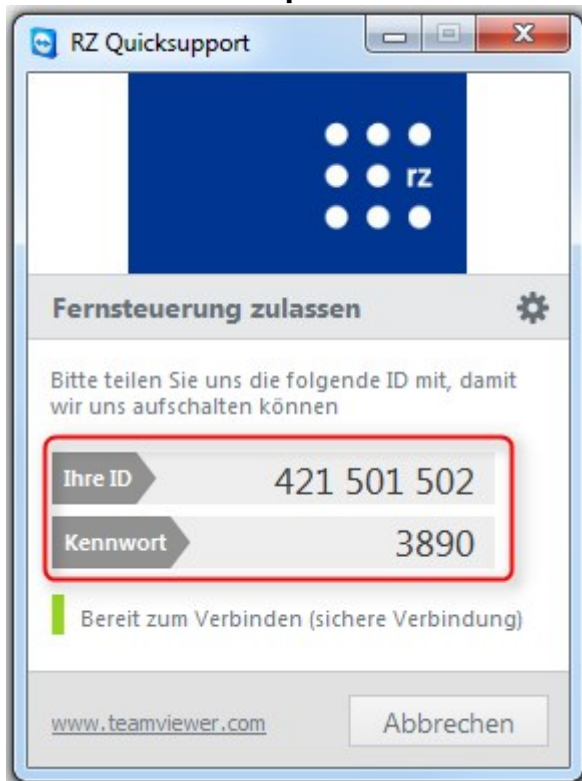 RZ Quicksupport
rz
Fernsteuerung zulassen
Bitte teilen Sie uns die folgende ID mit, damit
wir uns aufschalten können
Ihre ID 421 501 502
Kennwort 3890
Bereit zum Verbinden (sichere Verbindung)
www.teamviewer.com Abbrechen